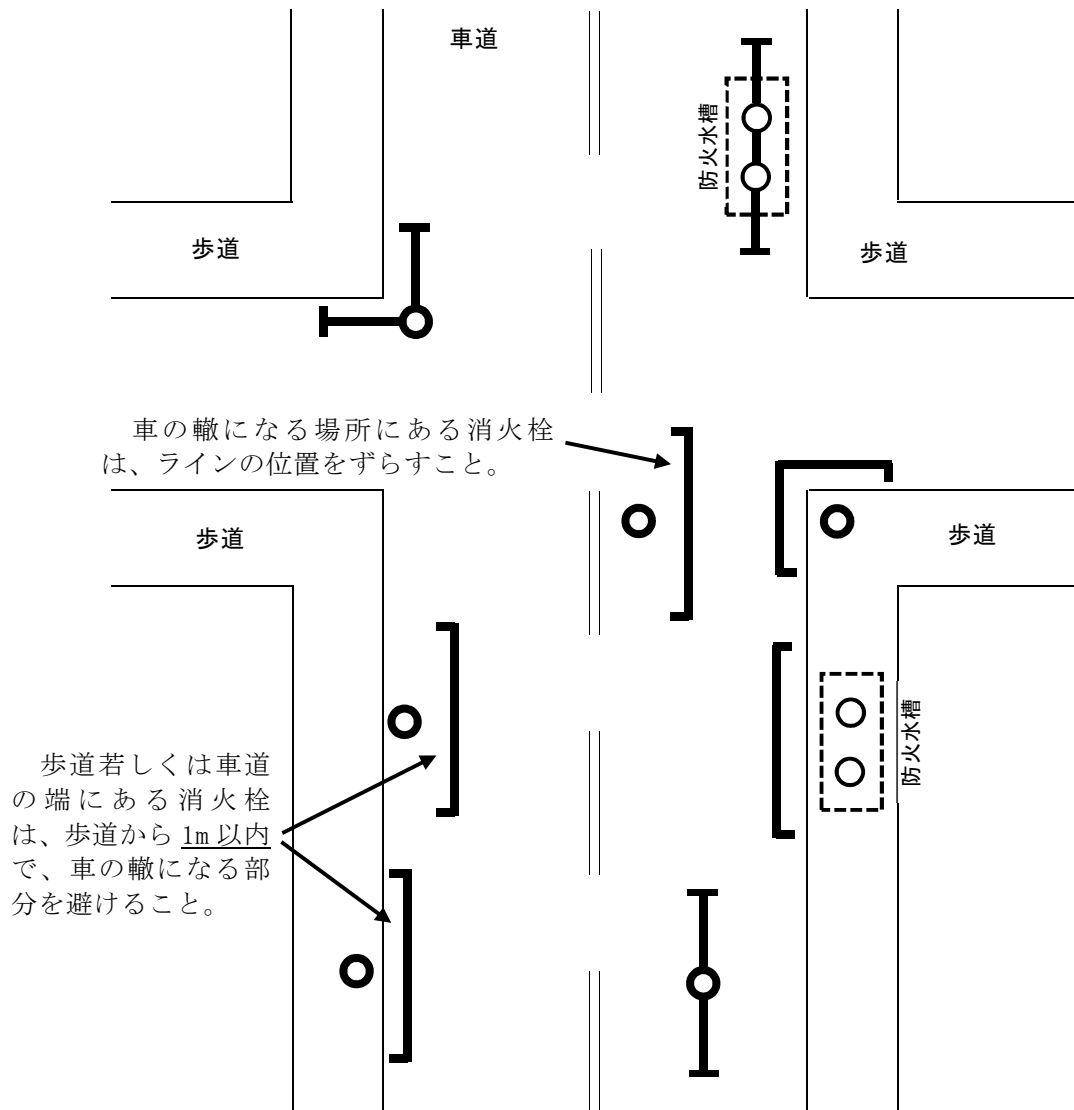 車道
防火水槽
歩道
歩道
車の轍になる場所にある消火栓
は、ラインの位置をずらすこと。
歩道
歩道
防火水槽
歩道若しくは車道
の端にある消火栓
は、歩道から 1m 以内
で、車の轍になる部
分を避けること。